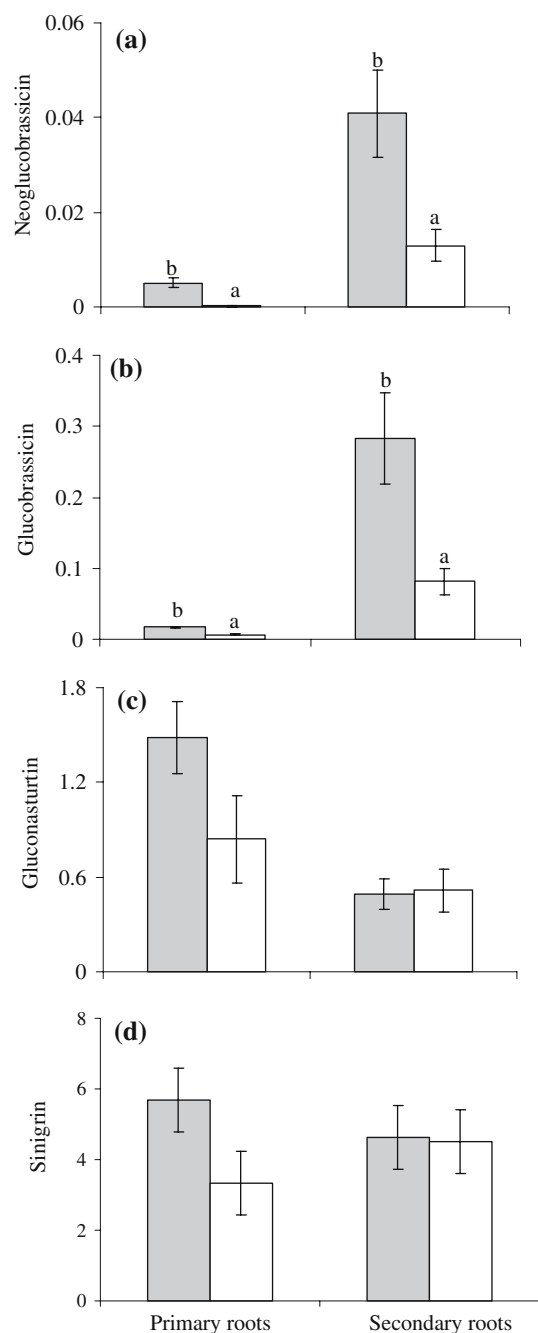 0.06
(a)
b
Neoglucobrassicin
0.04
0.02
b
a
a
0
0.4
(b)
b
Glucobrassicin
0.3
0.2
0.1
b
a
a
0
1.8
(c)
Gluconasturtin
1.2
0.6
0
8
(d)
Sinigrin
6
4
2
0
Primary roots Secondary roots